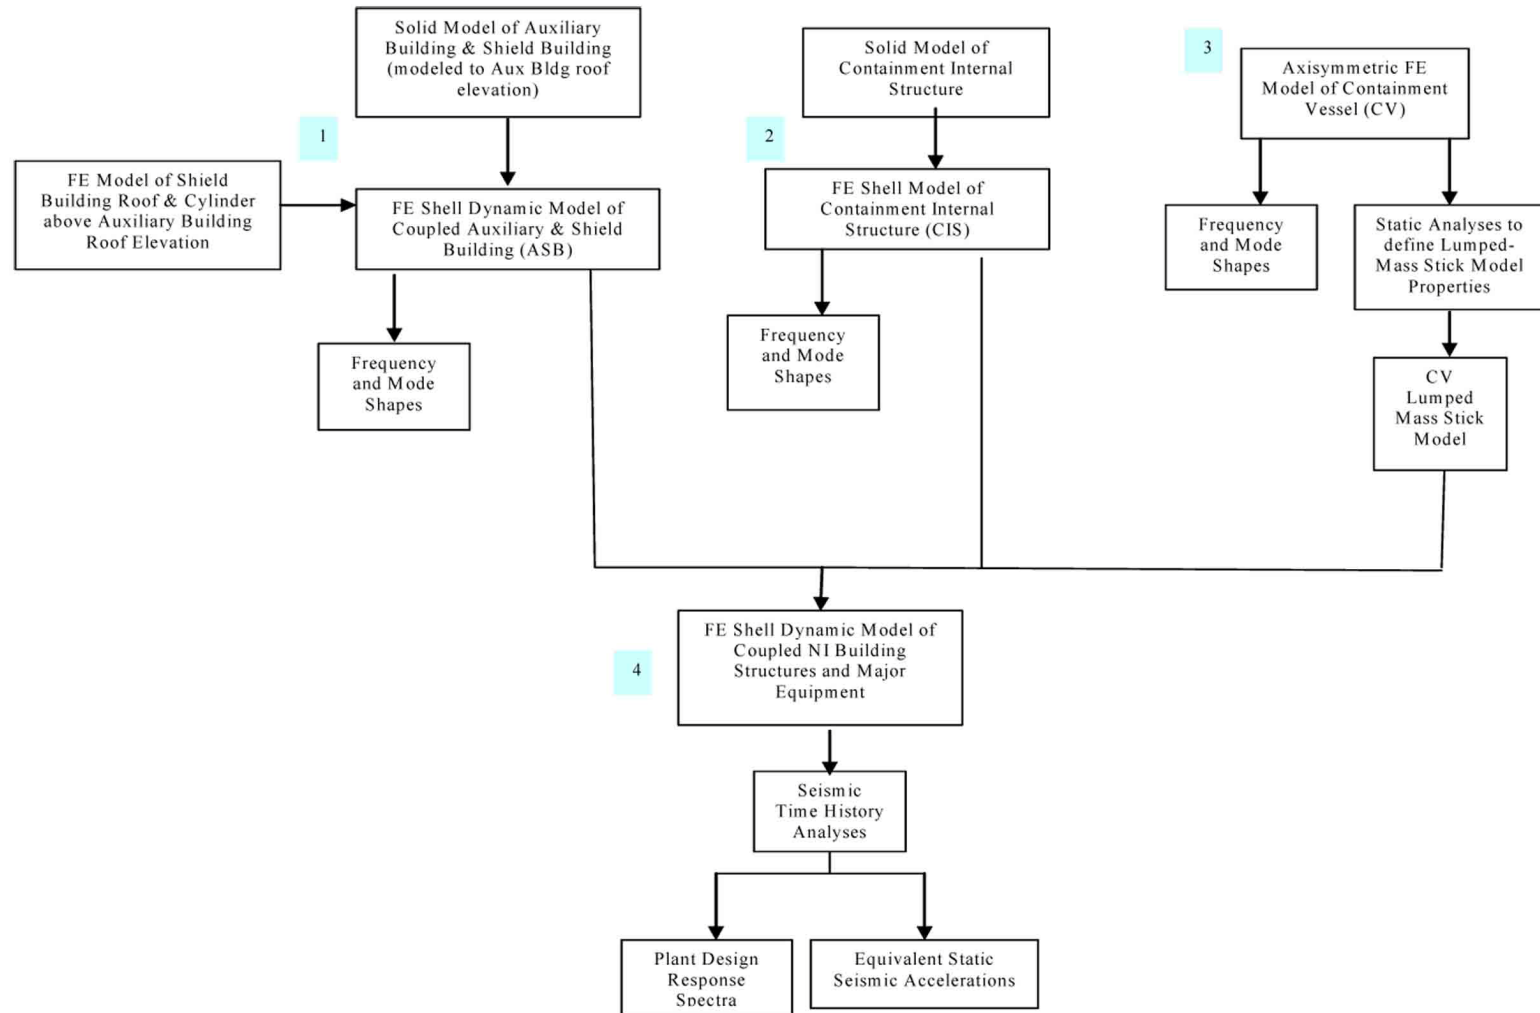 Solid Model of Auxiliary
Building & Shield Building
(modeled to Aux Bldg roof
elevation)
1
FE Model of Shield
Building Roof & Cylinder
above Auxiliary Building
Roof Elevation
FE Shell Dynamic Model of
Coupled Auxiliary & Shield
Building (ASB)
Frequency
and Mode
Shapes
Solid Model of
Containment Internal
Structure
2
FE Shell Model of
Containment Internal
Structure (CIS)
Frequency
and Mode
Shapes
3
Axisymmetric FE
Model of Containment
Vessel (CV)
Frequency
and Mode
Shapes
Static Analyses to
define Lumped-
Mass Stick Model
Properties
CV
Lumped
Mass Stick
Model
4
FE Shell Dynamic Model of
Coupled NI Building
Structures and Major
Equipment
Seismic
Time History
Analyses
Plant Design
Response
Spectra
Equivalent Static
Seismic Accelerations